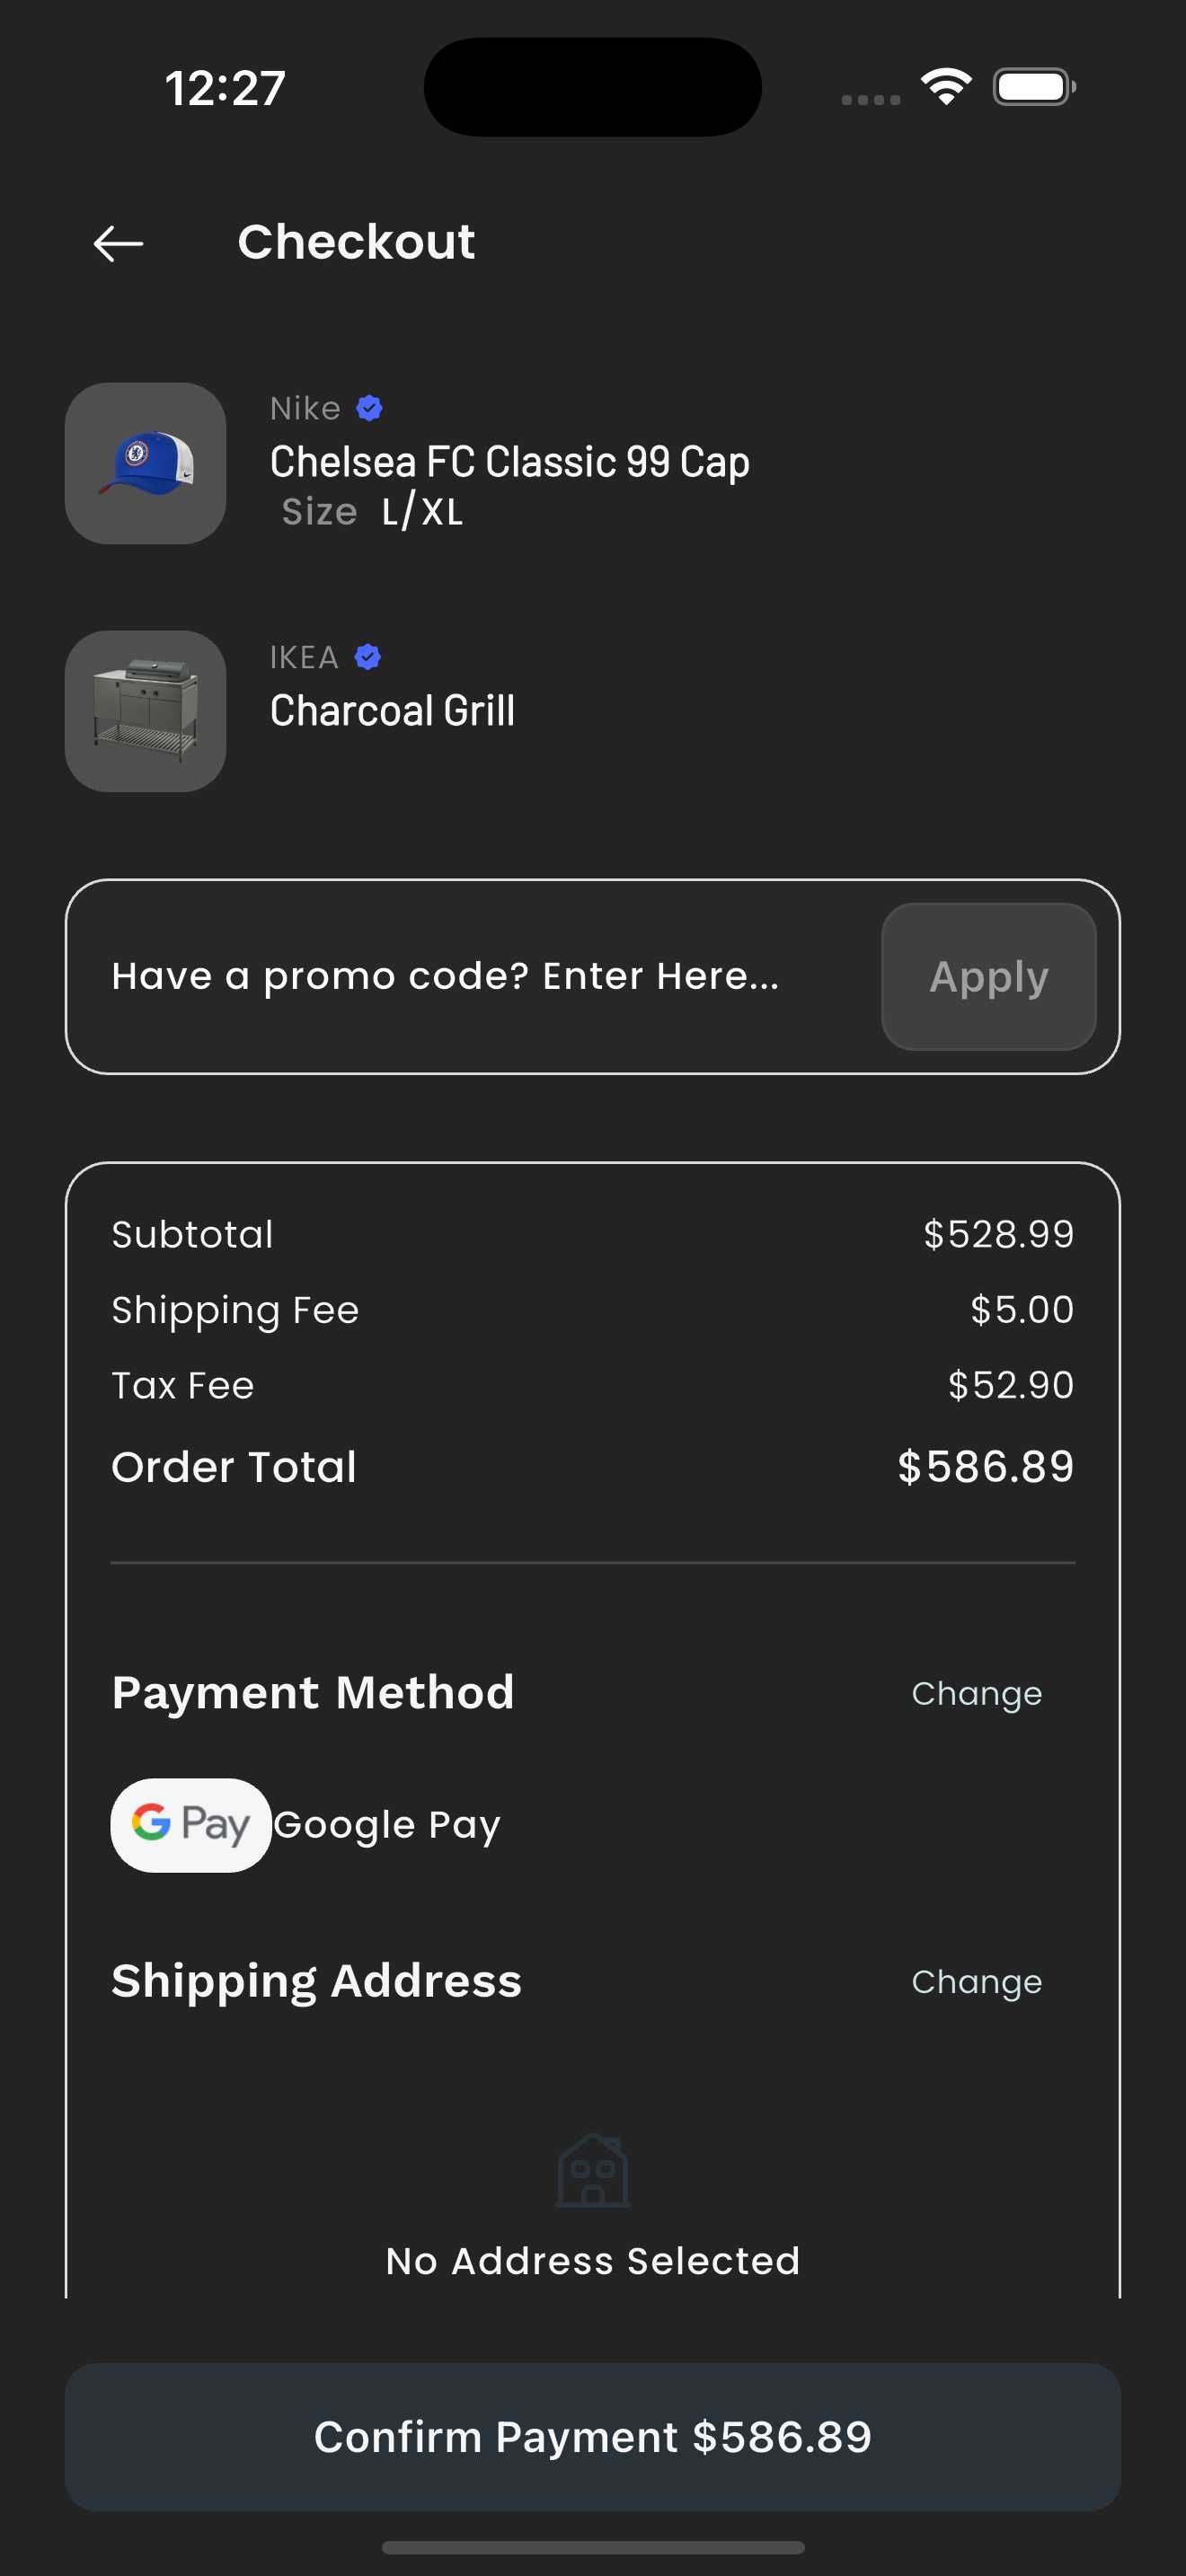 12:27
Checkout
Nike
Chelsea FC Classic 99 Cap
Size L/XL
IKEA
Charcoal Grill
Have a promo code? Enter Here...
Apply
Subtotal $528.99
Shipping Fee $5.00
Tax Fee $52.90
Order Total $586.89
Payment Method Change
G Pay Google Pay
Shipping Address Change
No Address Selected
Confirm Payment $586.89